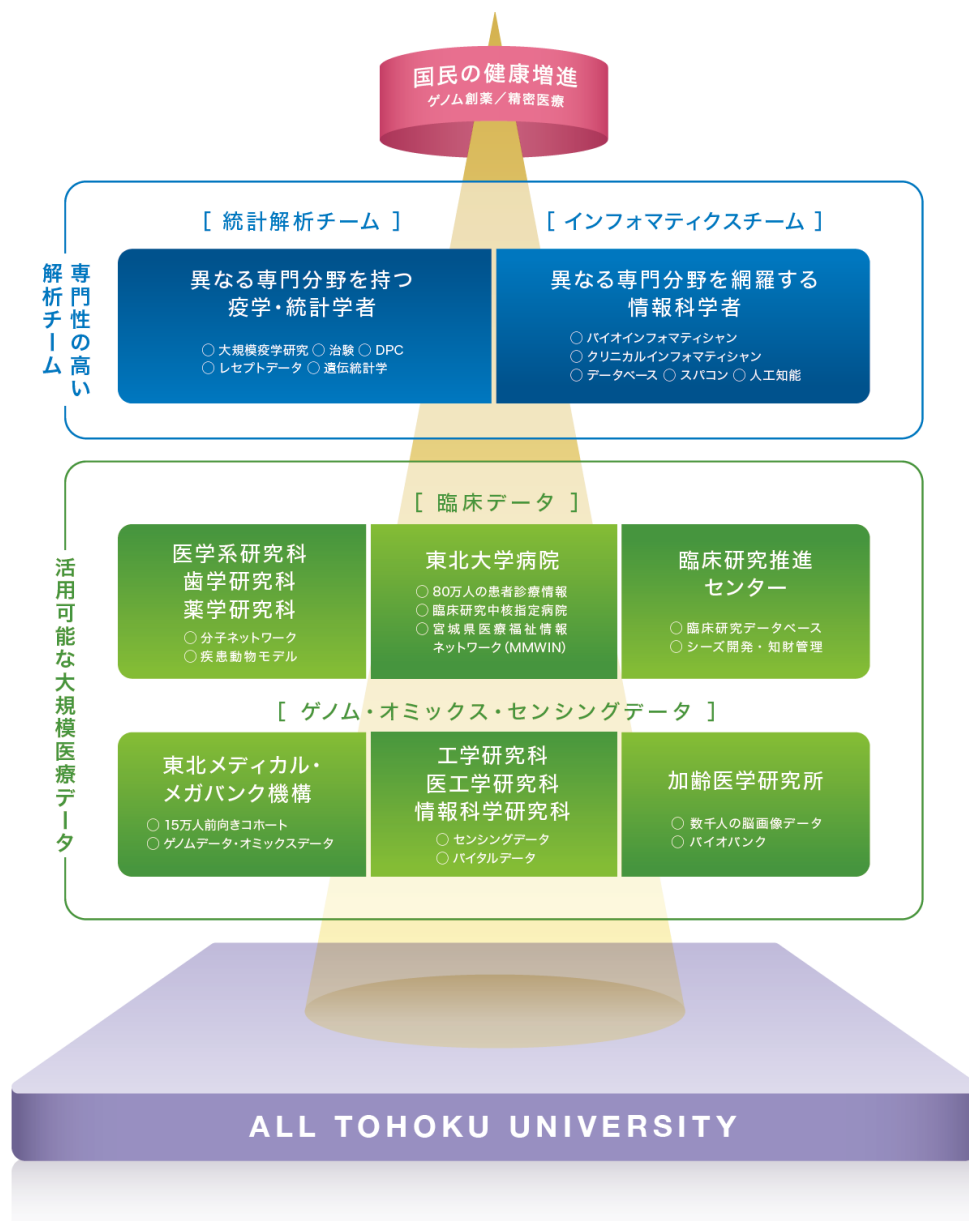 国民の健康増進
ゲノム創薬／精密医療
専門性の高い
解析チーム
［ 統計解析チーム ］
異なる専門分野を持つ
疫学・統計学者
○ 大規模疫学研究 ○ 治験 ○ DPC
○ レセプトデータ ○ 遺伝統計学
［ インフォマティクスチーム ］
異なる専門分野を網羅する
情報科学者
○ バイオインフォマティシャン
○ クリニカルインフォマティシャン
○ データベース ○ スパコン ○ 人工知能
活用可能な大規模医療データ
［ 臨床データ ］
医学系研究科
歯学研究科
薬学研究科
○ 分子ネットワーク
○ 疾患動物モデル
東北大学病院
○ 80万人の患者診療情報
○ 臨床研究中核指定病院
○ 宮城県医療福祉情報
ネットワーク（MMWIN）
臨床研究推進
センター
○ 臨床研究データベース
○ シーズ開発・知財管理
［ ゲノム・オミックス・センシングデータ ］
東北メディカル・
メガバンク機構
○ 15万人前向きコホート
○ ゲノムデータ・オミックスデータ
工学研究科
医工学研究科
情報科学研究科
○ センシングデータ
○ バイタルデータ
加齢医学研究所
○ 数千人の脳画像データ
○ バイオバンク
ALL TOHOKU UNIVERSITY